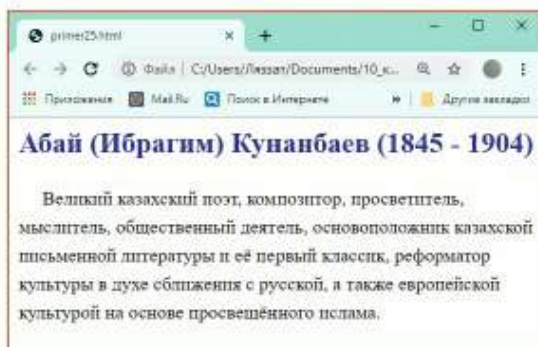 primer25.html
Файл | C:/Users/Ляззат/Documents/10_к...
Приложения Mail.Ru Поиск в Интернете » Другие закладки
Абай (Ибрагим) Кунанбаев (1845 - 1904)
Великий казахский поэт, композитор, просветитель,
мыслитель, общественный деятель, основоположник казахской
письменной литературы и её первый классик, реформатор
культуры в духе сближения с русской, а также европейской
культурой на основе просвещённого ислама.